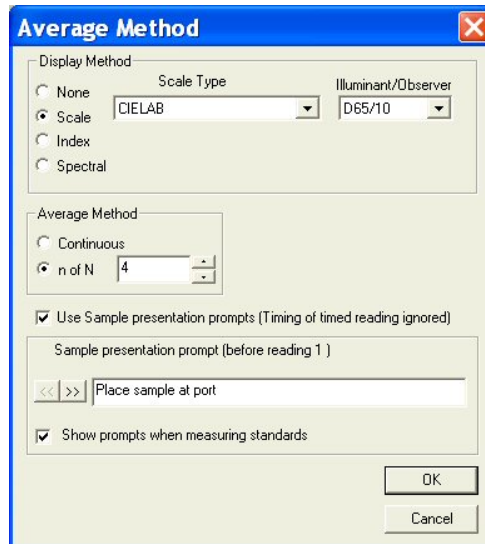 Average Method
Display Method
None
Scale
Index
Spectral
Scale Type
CIELAB
Illuminant/Observer
D65/10
Average Method
Continuous
n of N
4
Use Sample presentation prompts (Timing of timed reading ignored)
Sample presentation prompt (before reading 1 )
<< >> Place sample at port
Show prompts when measuring standards
OK
Cancel